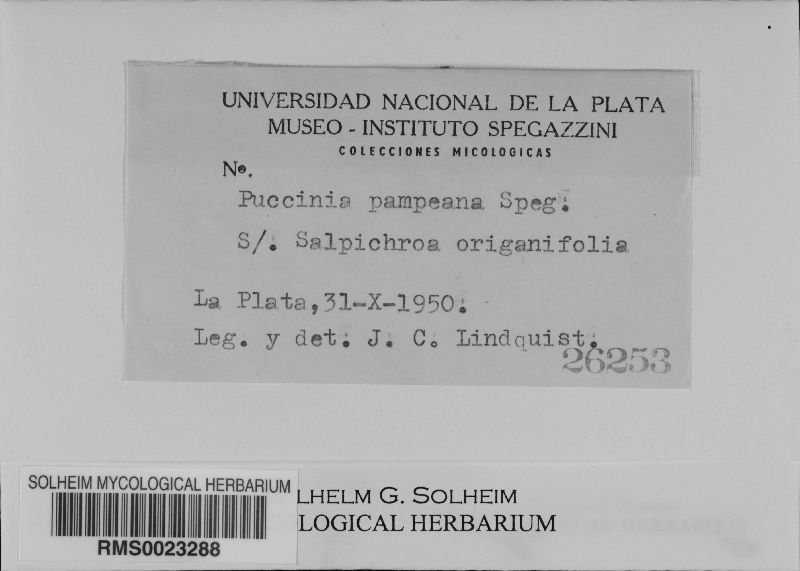 UNIVERSIDAD NACIONAL DE LA PLATA
MUSEO - INSTITUTO SPEGAZZINI
COLECCIONES MICOLOGICAS
No.
Puccinia pampeana Speg.
S/. Salpichroa origanifolia
La Plata, 31-X-1950.
Leg. y det. J. C. Lindquist.
26253
SOLHEIM MYCOLOGICAL HERBARIUM
RMS0023288
LHELM G. SOLHEIM
LOGICAL HERBARIUM